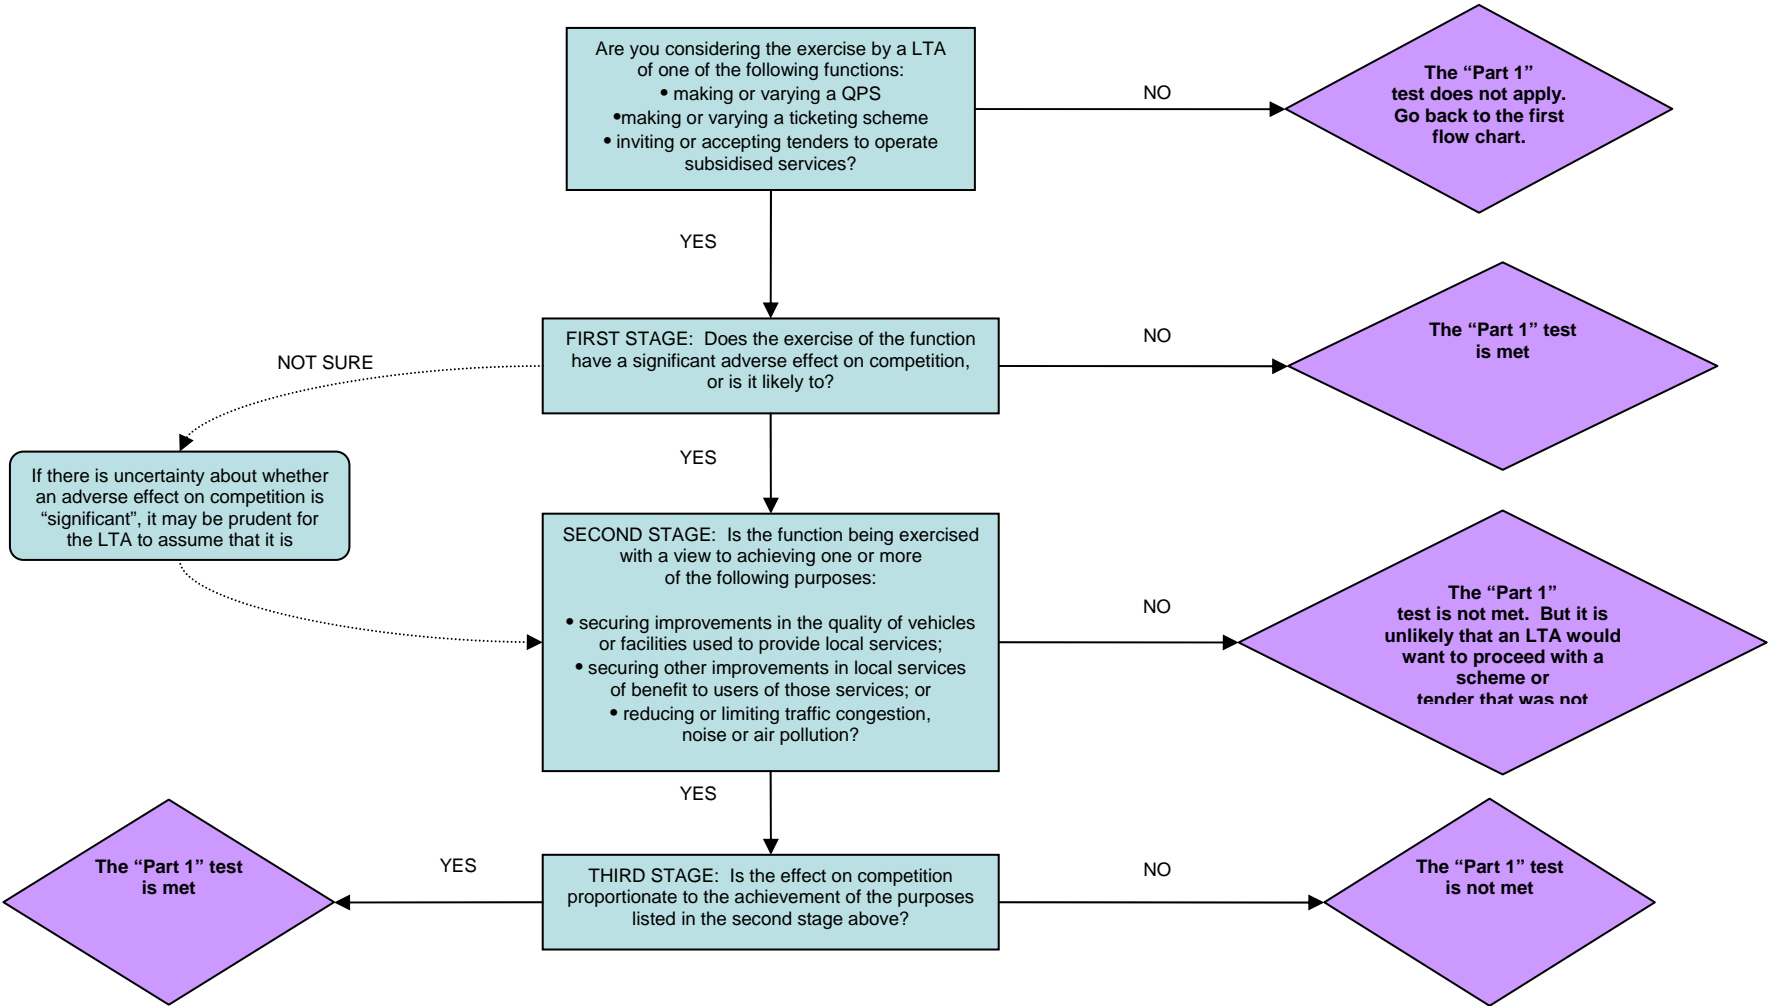 Are you considering the exercise by a LTA
of one of the following functions:
• making or varying a QPS
•making or varying a ticketing scheme
• inviting or accepting tenders to operate
subsidised services?
NO
The “Part 1”
test does not apply.
Go back to the first
flow chart.
YES
FIRST STAGE:  Does the exercise of the function
have a significant adverse effect on competition,
or is it likely to?
NO
The “Part 1” test
is met
NOT SURE
If there is uncertainty about whether
an adverse effect on competition is
“significant”, it may be prudent for
the LTA to assume that it is
YES
SECOND STAGE:  Is the function being exercised
with a view to achieving one or more
of the following purposes:
• securing improvements in the quality of vehicles
or facilities used to provide local services;
• securing other improvements in local services
of benefit to users of those services; or
• reducing or limiting traffic congestion,
noise or air pollution?
NO
The “Part 1”
test is not met.  But it is
unlikely that an LTA would
want to proceed with a
scheme or
tender that was not
YES
THIRD STAGE:  Is the effect on competition
proportionate to the achievement of the purposes
listed in the second stage above?
YES
The “Part 1” test
is met
NO
The “Part 1” test
is not met